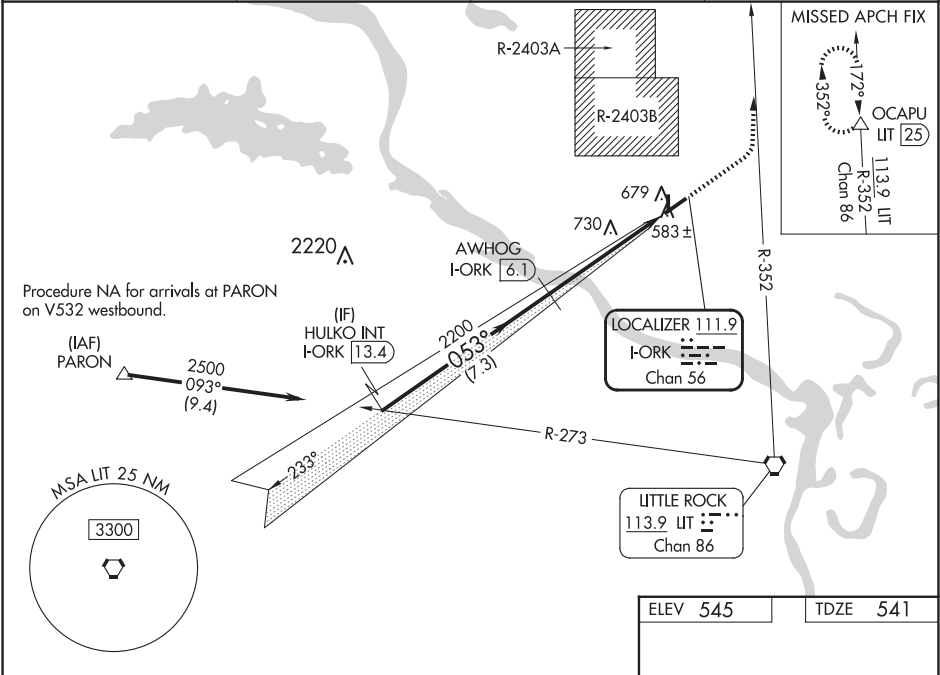 MISSED APCH FIX
172°
352°
OCAPU
LIT 25
113.9 LIT
R-352
Chan 86
R-2403A
R-2403B
679
730
583 ±
2220
AWHOG
I-ORK 6.1
Procedure NA for arrivals at PARON
on V532 westbound.
(IAF)
PARON
2500
093°
(9.4)
(IF)
HULKO INT
I-ORK 13.4
2200
053°
(7.3)
233°
LOCALIZER 111.9
I-ORK
Chan 56
R-352
R-273
LITTLE ROCK
113.9 LIT
Chan 86
MSA LIT 25 NM
3300
ELEV 545
TDZE 541